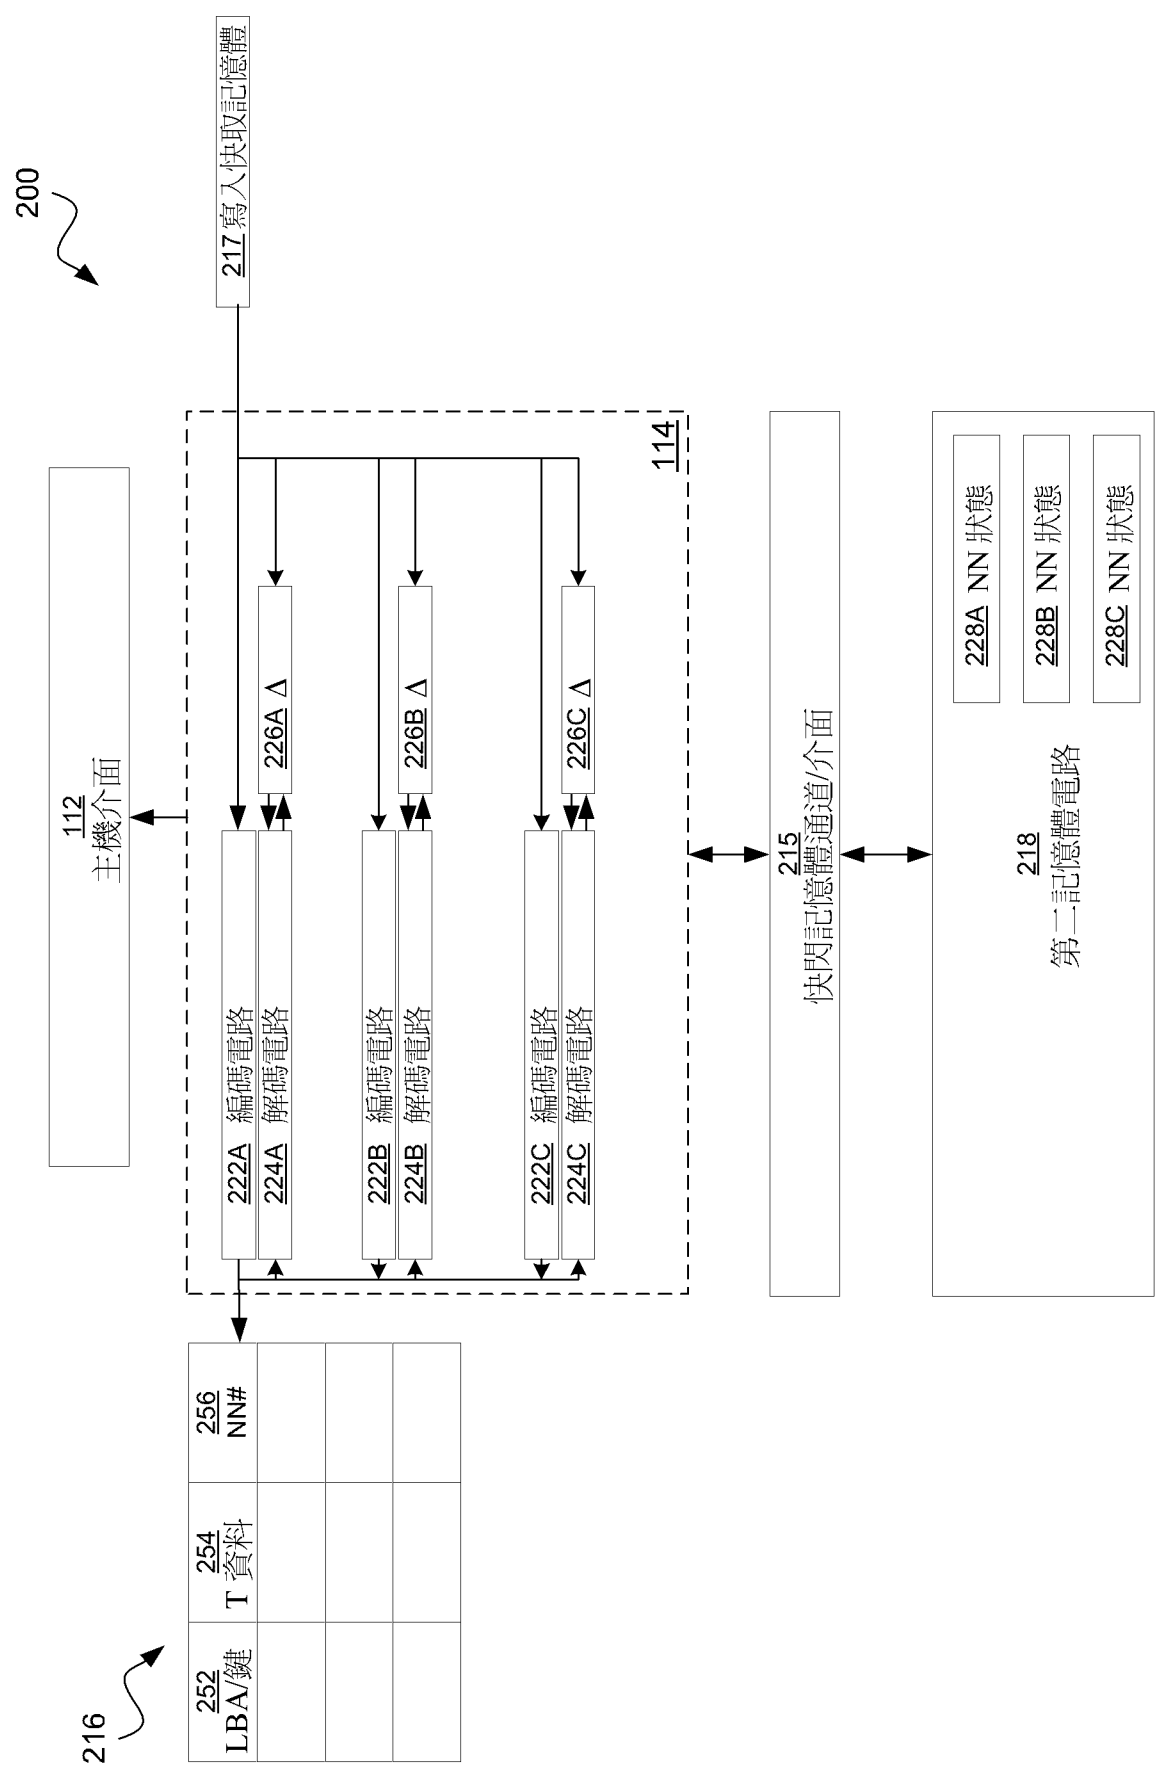 200
112
主機介面
217 寫入快取記憶體
216
252
LBA/鍵
254
T 資料
256
NN#
222A 編碼電路
224A 解碼電路
226A Δ
222B 編碼電路
224B 解碼電路
226B Δ
222C 編碼電路
224C 解碼電路
226C Δ
114
215
快閃記憶體通道/介面
218
第二記憶體電路
228A NN 狀態
228B NN 狀態
228C NN 狀態